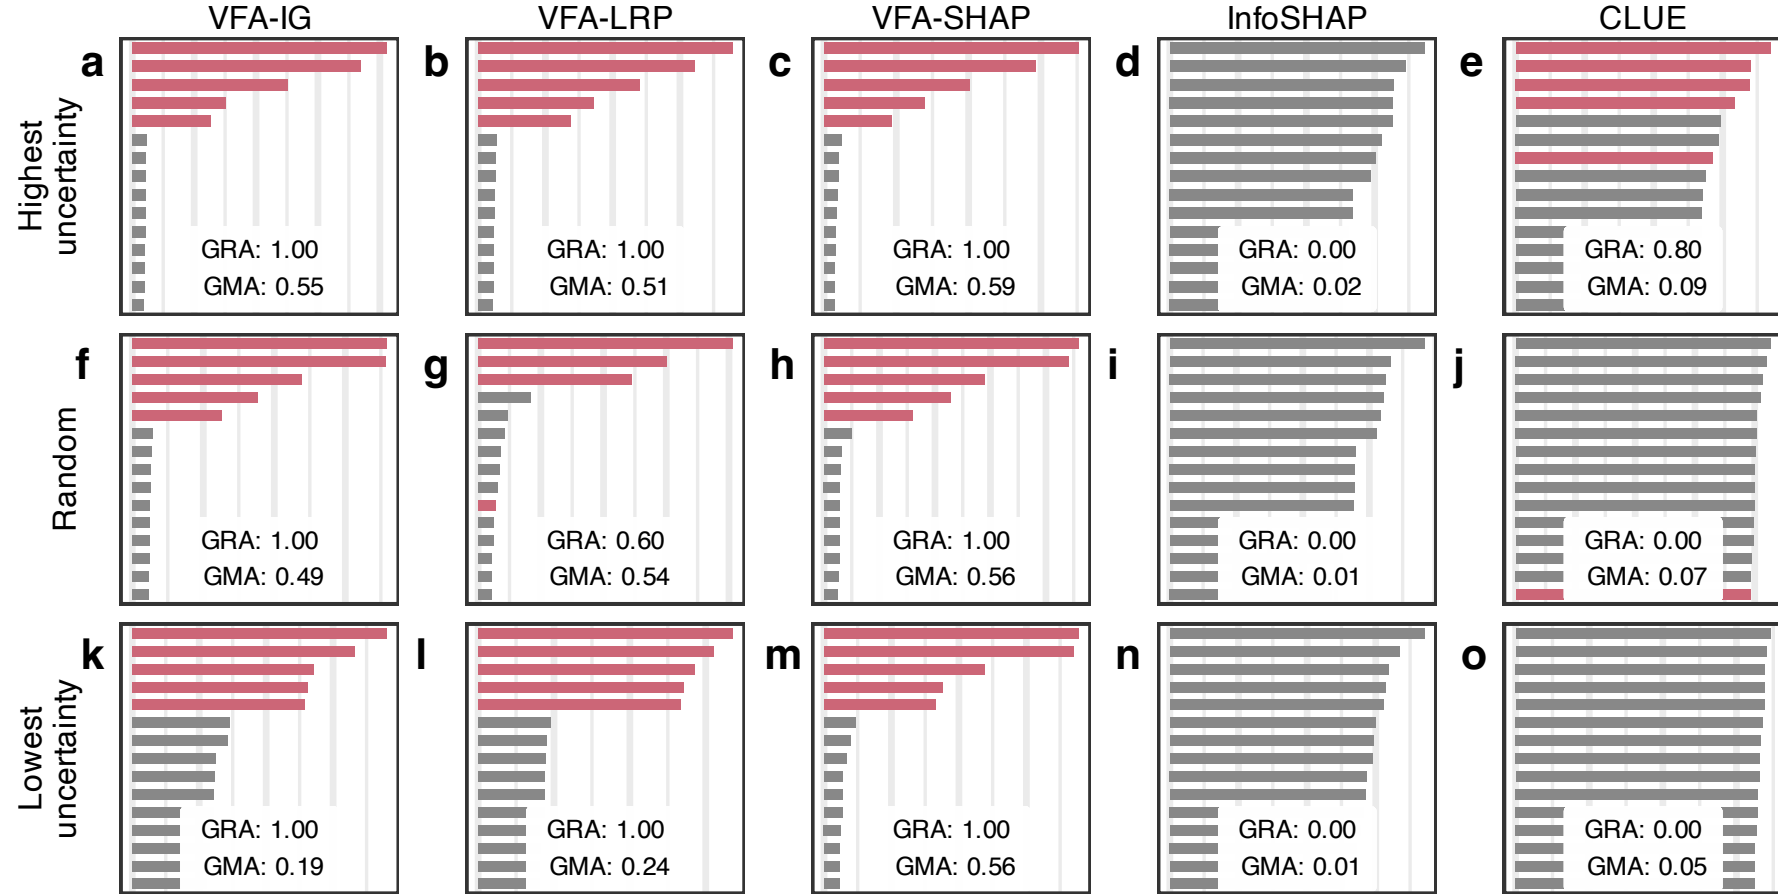 VFA-IG VFA-LRP VFA-SHAP InfoSHAP CLUE
Highest
uncertainty
a b c d e
GRA: 1.00 GRA: 1.00 GRA: 1.00 GRA: 0.00 GRA: 0.80
GMA: 0.55 GMA: 0.51 GMA: 0.59 GMA: 0.02 GMA: 0.09
Random
f g h i j
GRA: 1.00 GRA: 0.60 GRA: 1.00 GRA: 0.00 GRA: 0.00
GMA: 0.49 GMA: 0.54 GMA: 0.56 GMA: 0.01 GMA: 0.07
Lowest
uncertainty
k l m n o
GRA: 1.00 GRA: 1.00 GRA: 1.00 GRA: 0.00 GRA: 0.00
GMA: 0.19 GMA: 0.24 GMA: 0.56 GMA: 0.01 GMA: 0.05